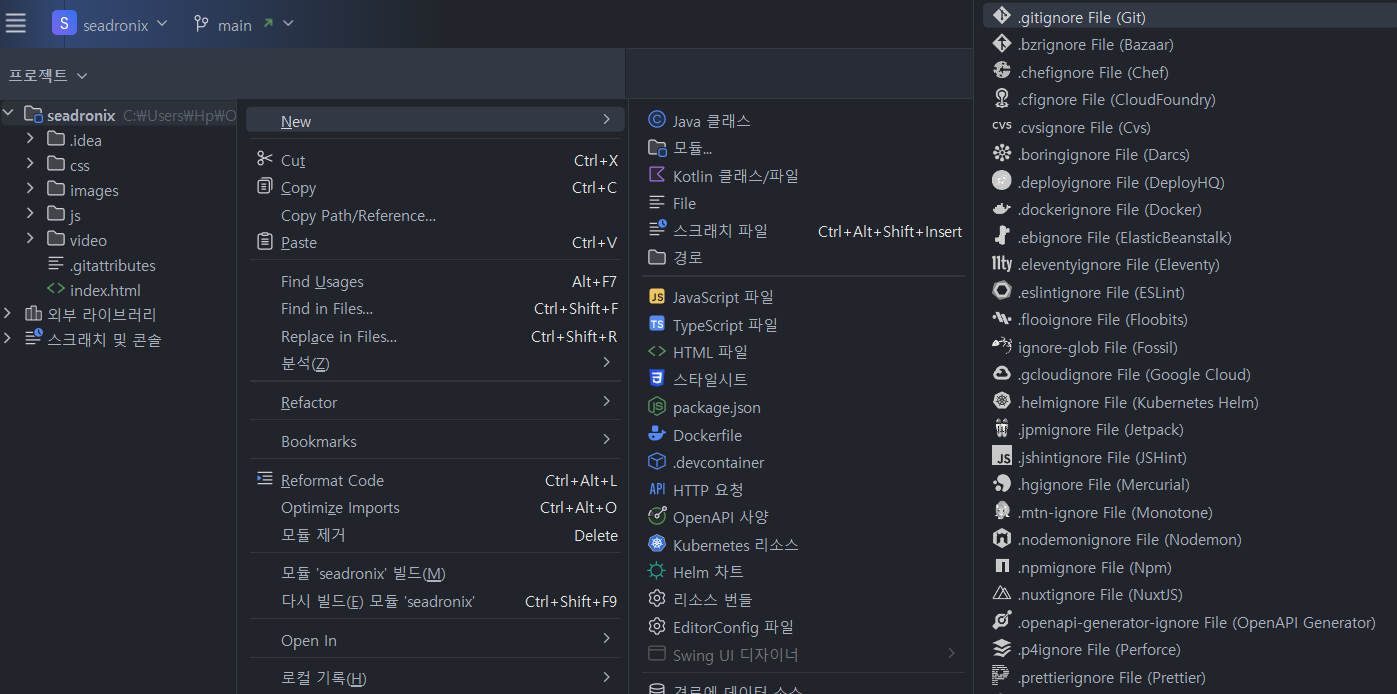 S seadronix main
프로젝트
seadronix C:₩Users₩Hp₩O
.idea
css
images
js
video
.gitattributes
index.html
외부 라이브러리
스크래치 및 콘솔
New
Cut Ctrl+X
Copy Ctrl+C
Copy Path/Reference...
Paste Ctrl+V
Find Usages Alt+F7
Find in Files... Ctrl+Shift+F
Replace in Files... Ctrl+Shift+R
분석(Z)
Refactor
Bookmarks
Reformat Code Ctrl+Alt+L
Optimize Imports Ctrl+Alt+O
모듈 제거 Delete
모듈 'seadronix' 빌드(M)
다시 빌드(E) 모듈 'seadronix' Ctrl+Shift+F9
Open In
로컬 기록(H)
Java 클래스
모듈...
Kotlin 클래스/파일
File
스크래치 파일 Ctrl+Alt+Shift+Insert
경로
JS JavaScript 파일
TS TypeScript 파일
HTML 파일
스타일시트
package.json
Dockerfile
.devcontainer
API HTTP 요청
OpenAPI 사양
Kubernetes 리소스
Helm 차트
리소스 번들
EditorConfig 파일
Swing UI 디자이너
경로에 데이터 소스
.gitignore File (Git)
.bzrignore File (Bazaar)
.chefignore File (Chef)
.cfignore File (CloudFoundry)
CVS .cvsignore File (Cvs)
.boringignore File (Darcs)
.deployignore File (DeployHQ)
.dockerignore File (Docker)
.ebignore File (ElasticBeanstalk)
11ty .eleventyignore File (Eleventy)
.eslintignore File (ESLint)
.flooignore File (Floobits)
ignore-glob File (Fossil)
.gcloudignore File (Google Cloud)
.helmignore File (Kubernetes Helm)
.jpmignore File (Jetpack)
JS .jshintignore File (JSHint)
.hgignore File (Mercurial)
.mtn-ignore File (Monotone)
.nodemonignore File (Nodemon)
.npmignore File (Npm)
.nuxtignore File (NuxtJS)
.openapi-generator-ignore File (OpenAPI Generator)
.p4ignore File (Perforce)
.prettierignore File (Prettier)